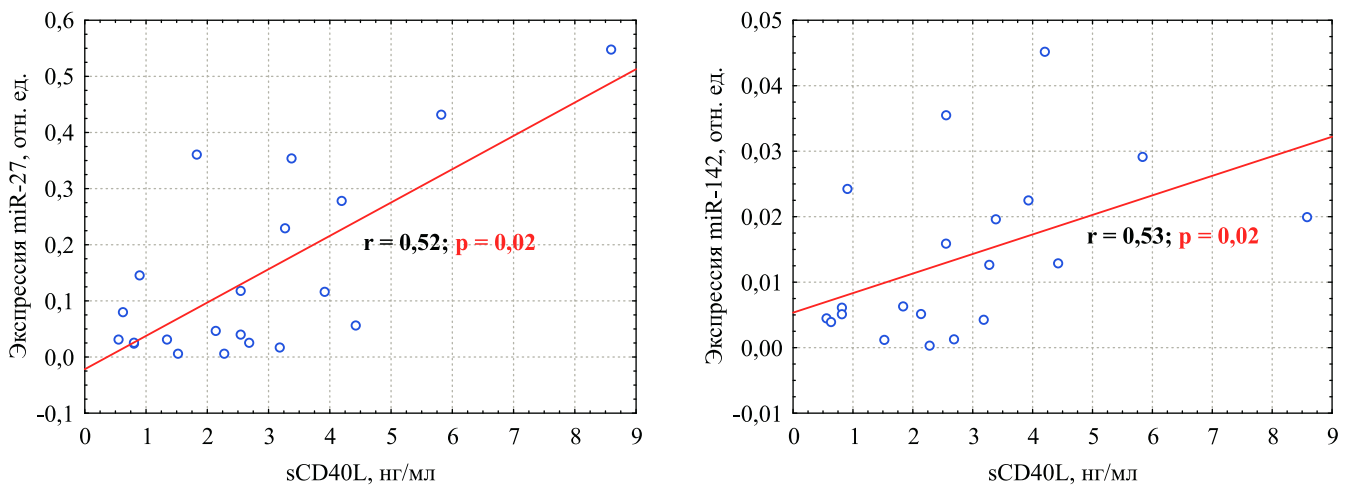 0,6
0,5
0,4
0,3
0,2
0,1
0,0
-0,1
Экспрессия miR-27, отн. ед.
r = 0,52; p = 0,02
0 1 2 3 4 5 6 7 8 9
sCD40L, нг/мл
0,05
0,04
0,03
0,02
0,01
0,00
-0,01
Экспрессия miR-142, отн. ед.
r = 0,53; p = 0,02
0 1 2 3 4 5 6 7 8 9
sCD40L, нг/мл